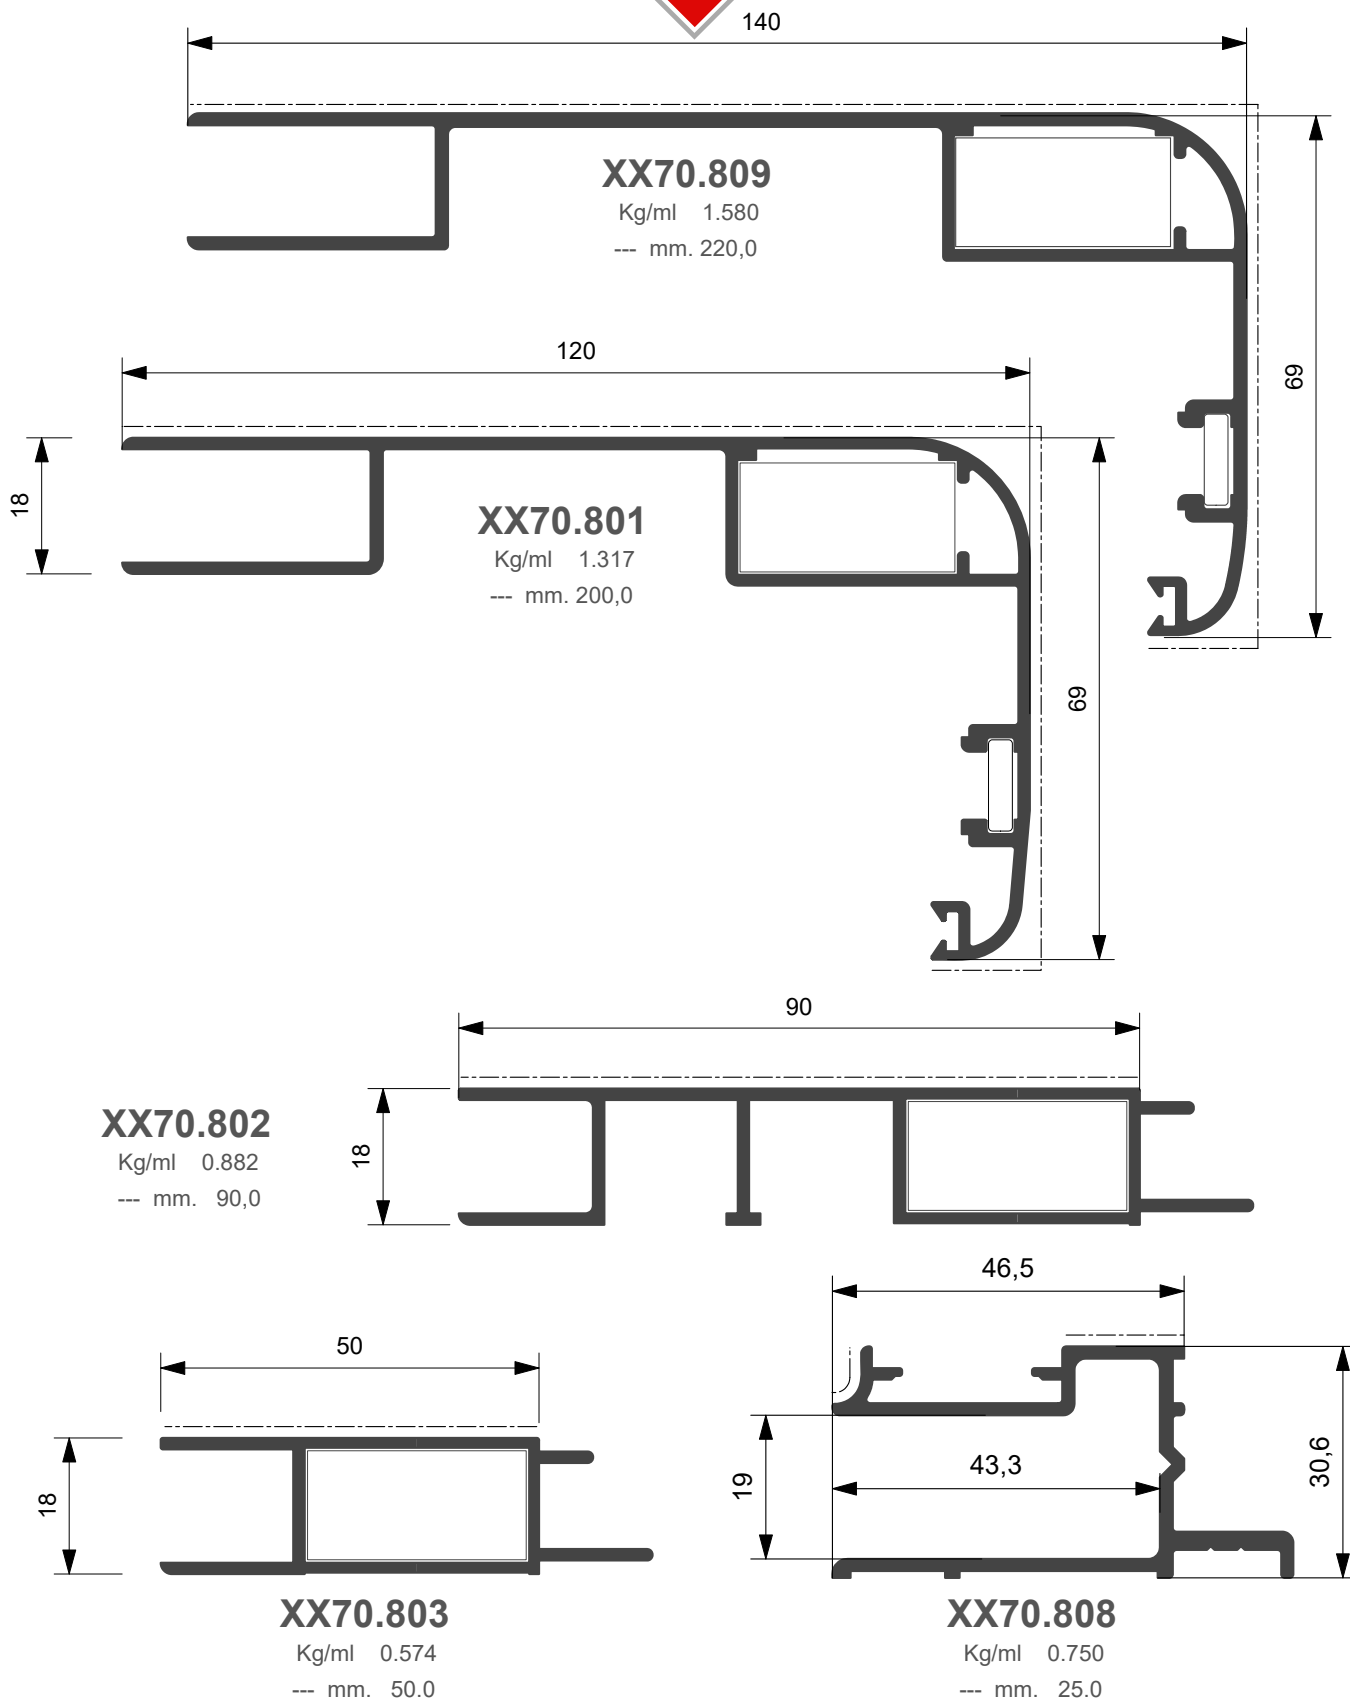 140
XX70.809
Kg/ml 1.580
--- mm. 220,0
69
120
18
XX70.801
Kg/ml 1.317
--- mm. 200,0
69
90
XX70.802
Kg/ml 0.882
--- mm. 90,0
18
46,5
50
43,3
19
30,6
18
XX70.803
Kg/ml 0.574
--- mm. 50.0
XX70.808
Kg/ml 0.750
--- mm. 25.0